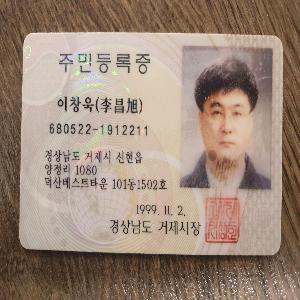 주민등록증
이창욱(李昌旭)
680522-1912211
경상남도 거제시 신현읍
양정리 1080
덕산베스트타운 101동1502호
1999. 11. 2.
경상남도 거제시장